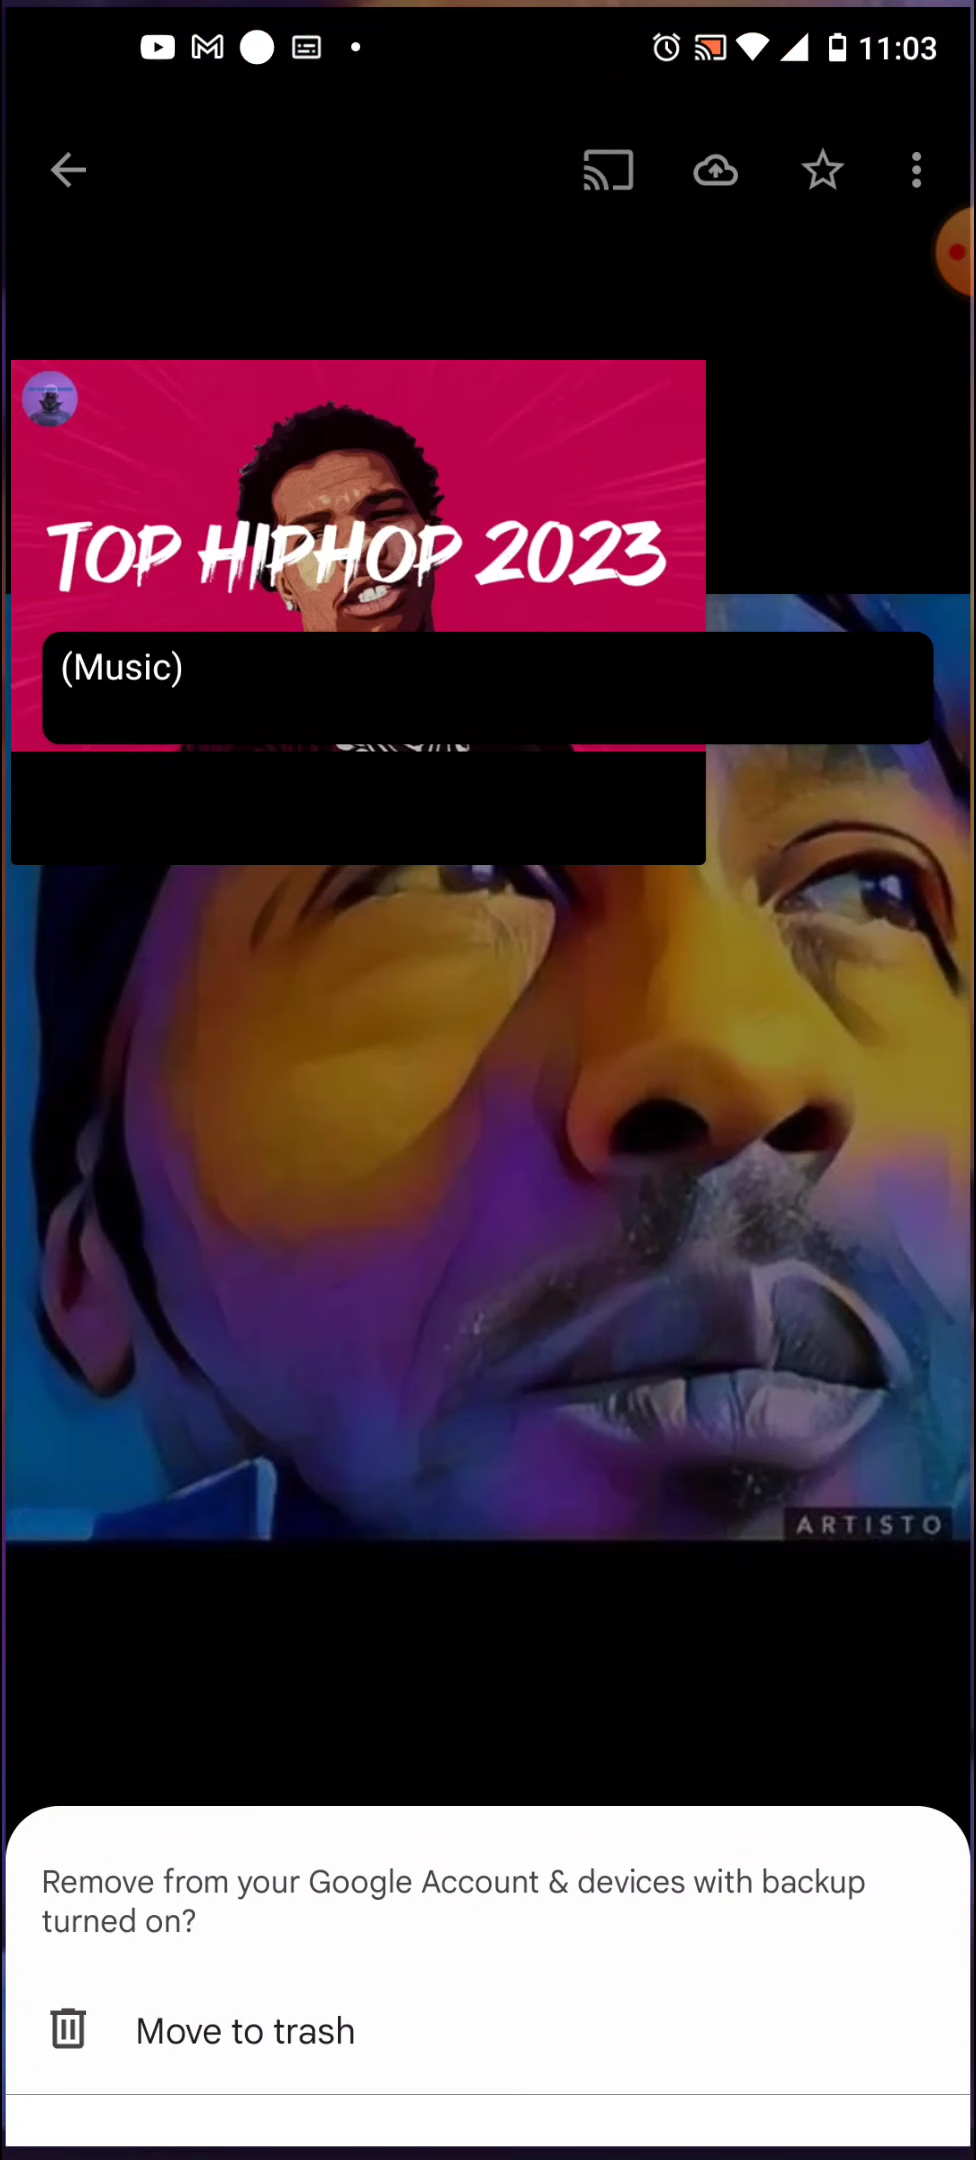 11:03
TOP HIPHOP 2023
(Music)
ARTISTO
Remove from your Google Account & devices with backup
turned on?
Move to trash